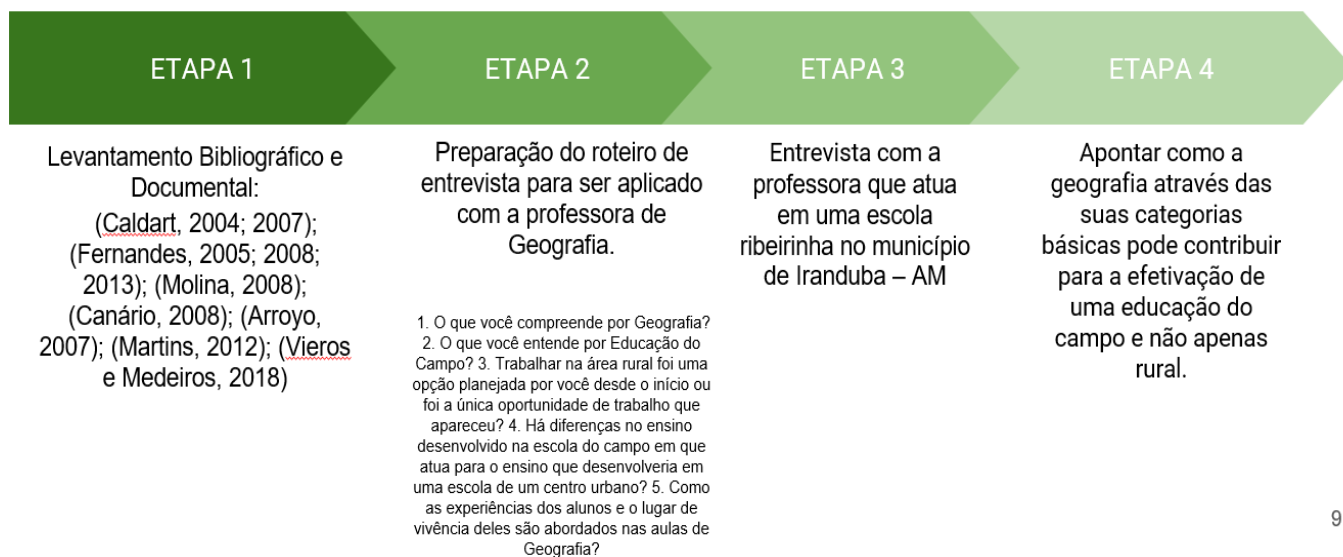 ETAPA 1
ETAPA 2
ETAPA 3
ETAPA 4
Levantamento Bibliográfico e
Documental:
(Caldart, 2004; 2007);
(Fernandes, 2005; 2008;
2013); (Molina, 2008);
(Canário, 2008); (Arroyo,
2007); (Martins, 2012); (Vieros
e Medeiros, 2018)
Preparação do roteiro de
entrevista para ser aplicado
com a professora de
Geografia.
1. O que você compreende por Geografia?
2. O que você entende por Educação do
Campo? 3. Trabalhar na área rural foi uma
opção planejada por você desde o início ou
foi a única oportunidade de trabalho que
apareceu? 4. Há diferenças no ensino
desenvolvido na escola do campo em que
atua para o ensino que desenvolveria em
uma escola de um centro urbano? 5. Como
as experiências dos alunos e o lugar de
vivência deles são abordados nas aulas de
Geografia?
Entrevista com a
professora que atua
em uma escola
ribeirinha no município
de Iranduba – AM
Apontar como a
geografia através das
suas categorias
básicas pode contribuir
para a efetivação de
uma educação do
campo e não apenas
rural.
9